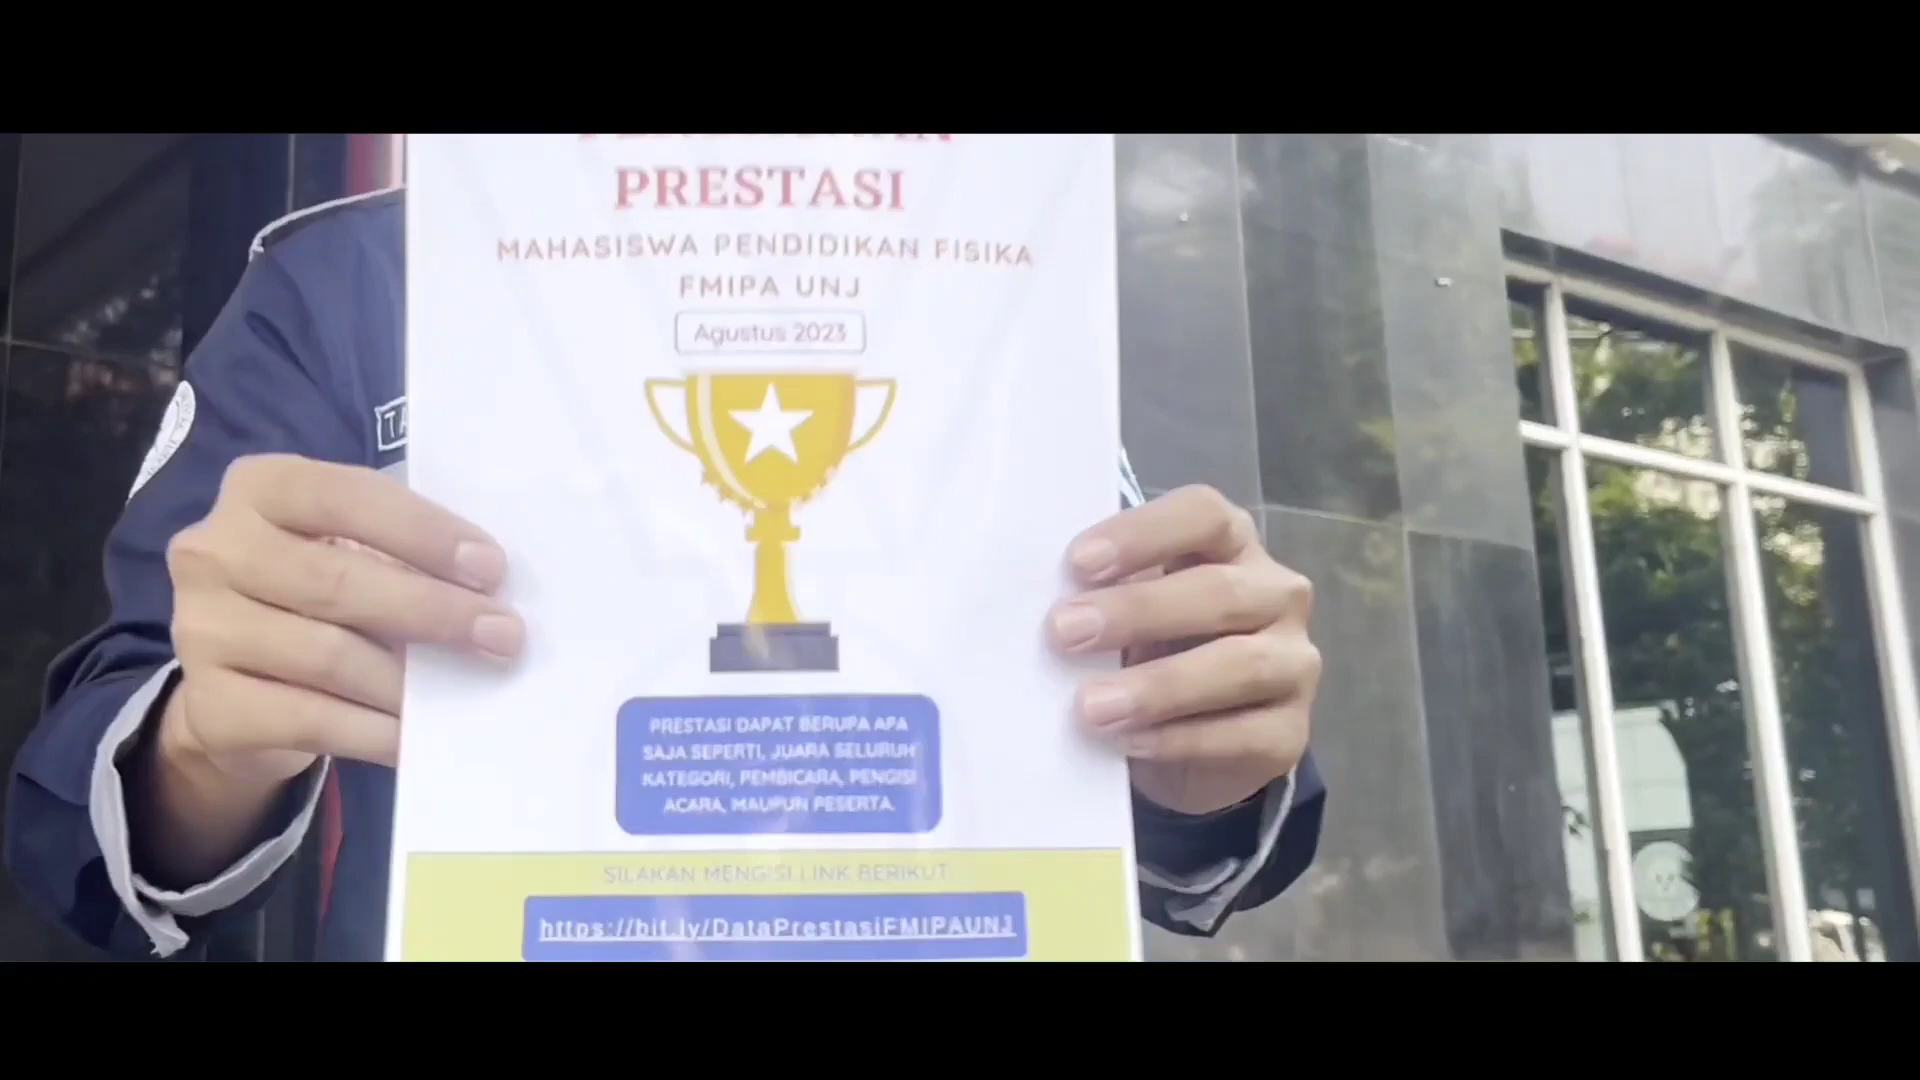 PRESTASI
MAHASISWA PENDIDIKAN FISIKA
FMIPA UNJ
Agustus 2023
PRESTASI DAPAT BERUPA APA
SAJA SEPERTI, JUARA SELURUH
KATEGORI, PEMBICARA, PENGISI
ACARA, MAUPUN PESERTA.
SILAKAN MENGISI LINK BERIKUT:
https://bit.ly/DataPrestasiFMIPAUNJ
TA